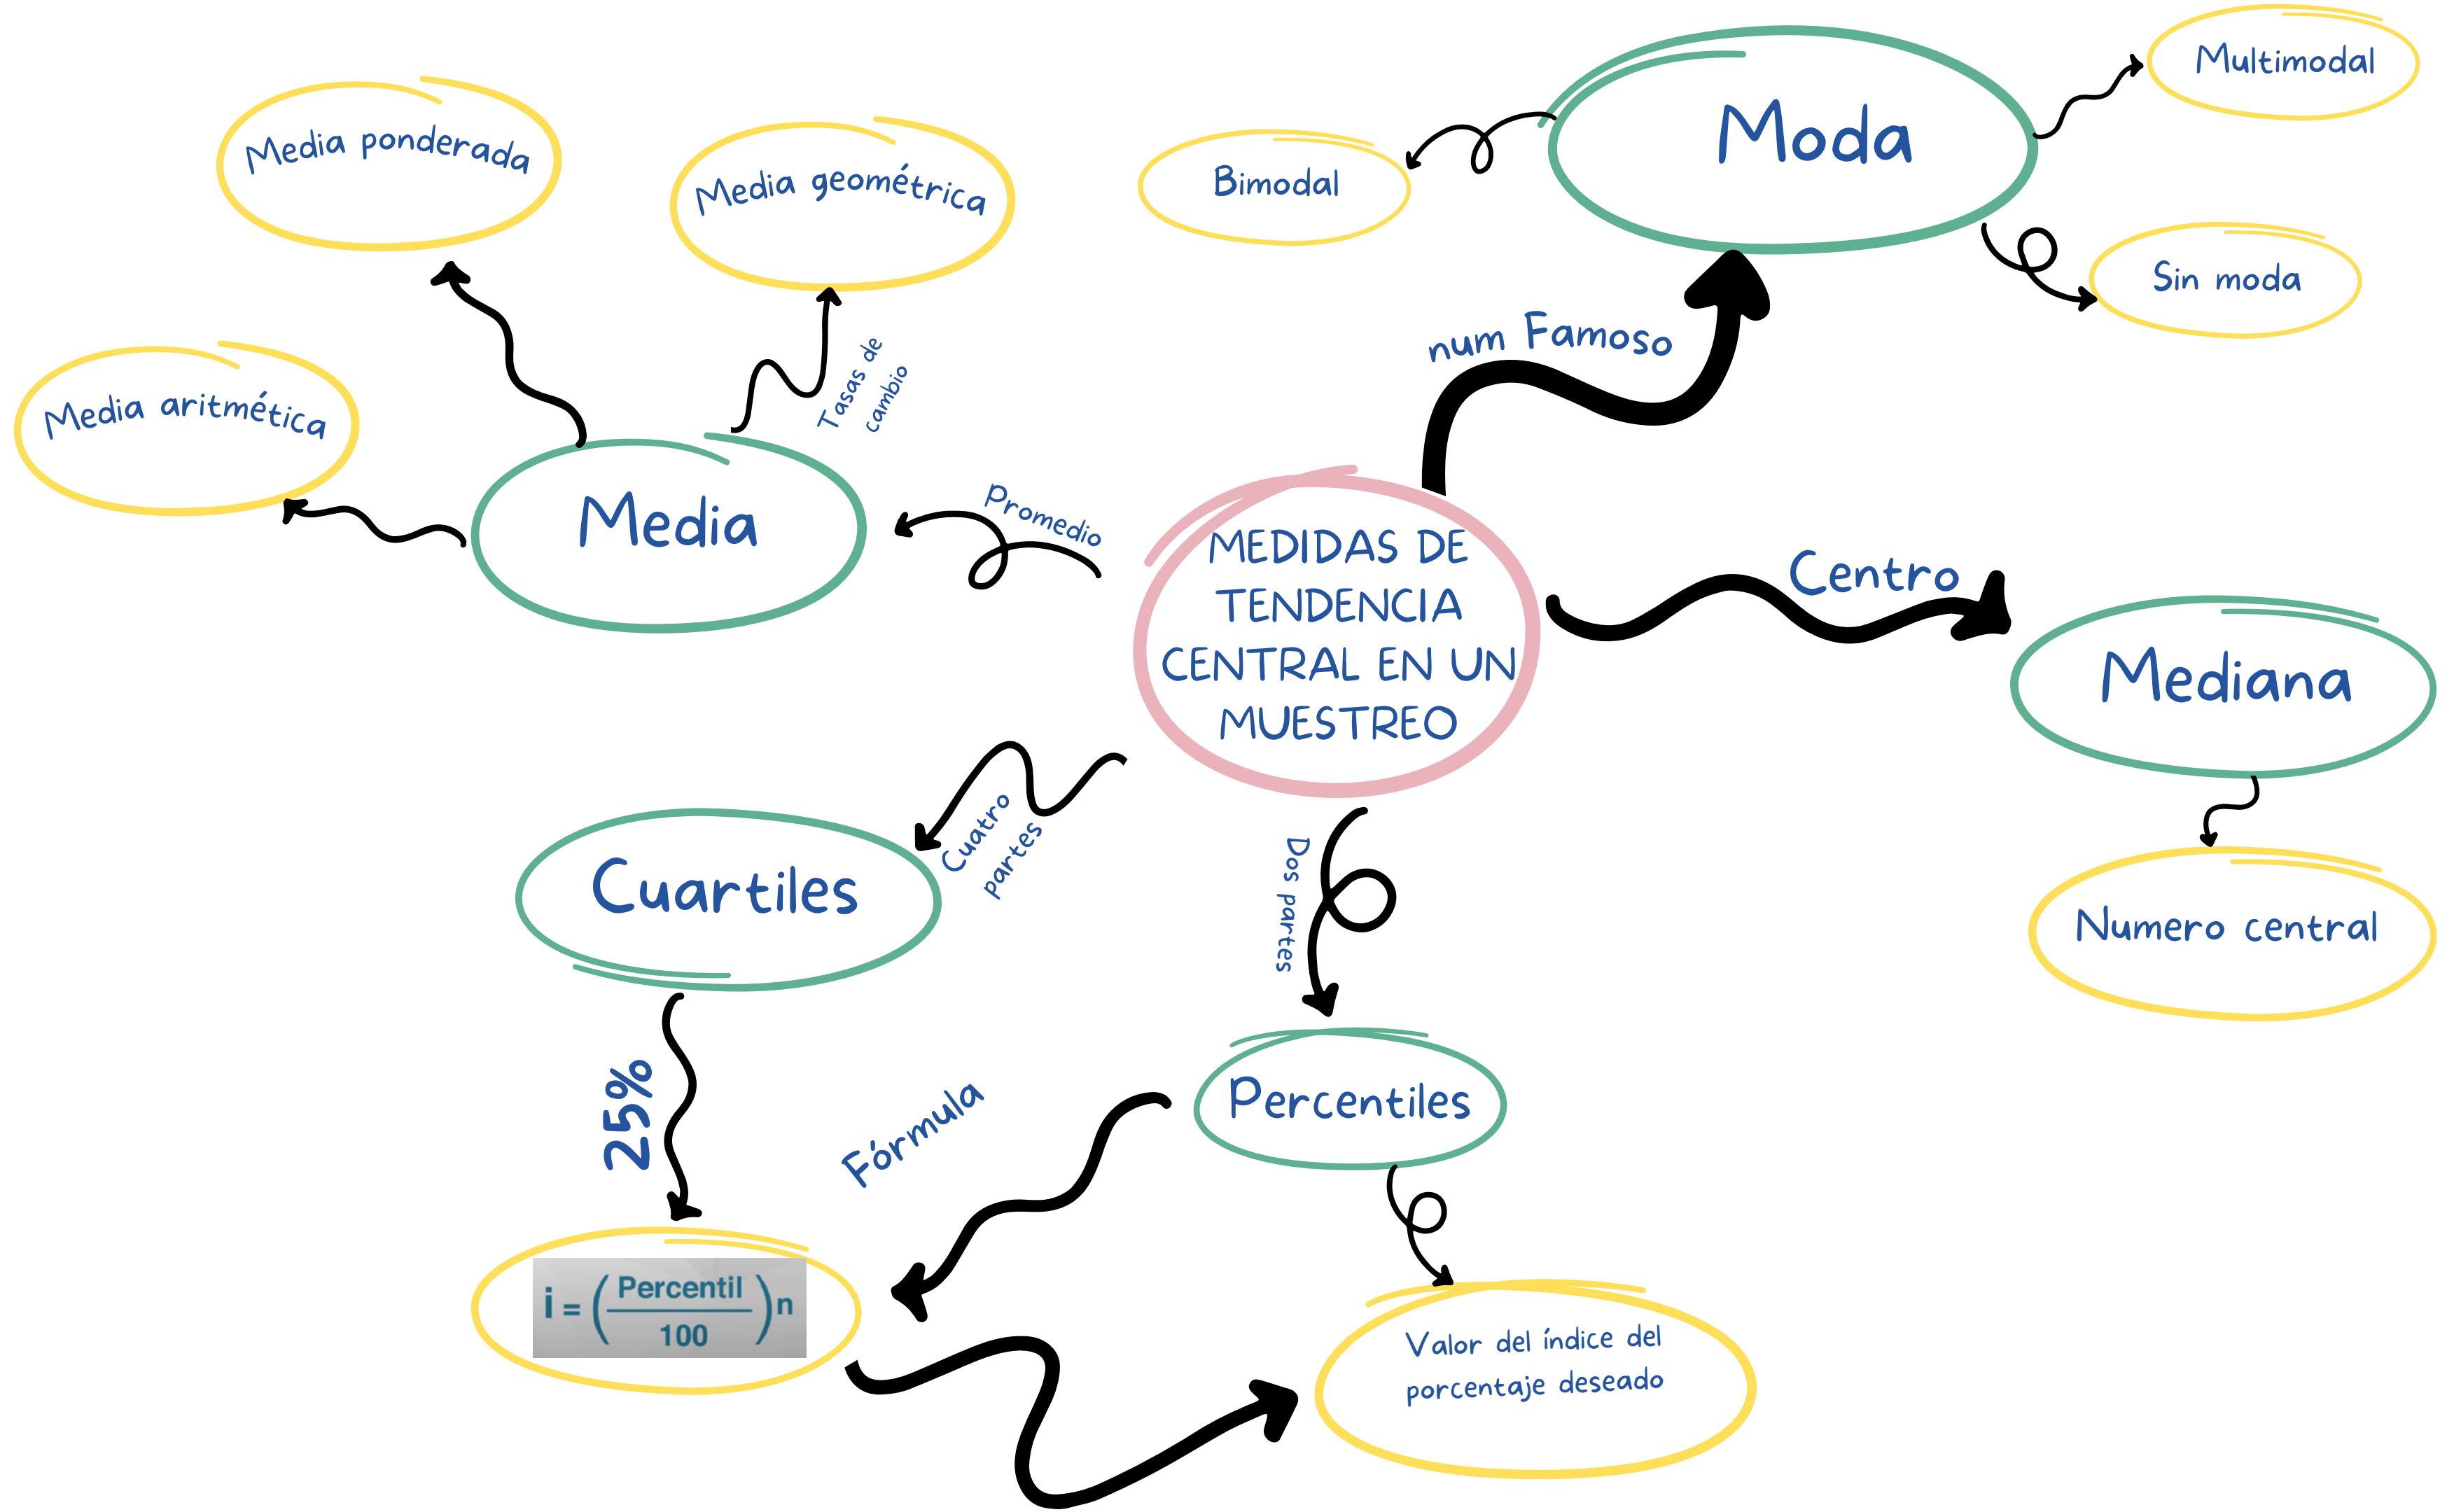 Multimodal
Media ponderada
Moda
Media geométrica
Bimodal
Sin moda
num Famoso
Tasas de
cambio
Media aritmética
Media
Promedio
MEDIDAS DE
TENDENCIA
CENTRAL EN UN
MUESTREO
Centro
Mediana
Cuatro
partes
Cuartiles
Dos partes
Numero central
25%
Fórmula
Percentiles
i = (Percentil/100)n
Valor del índice del
porcentaje deseado